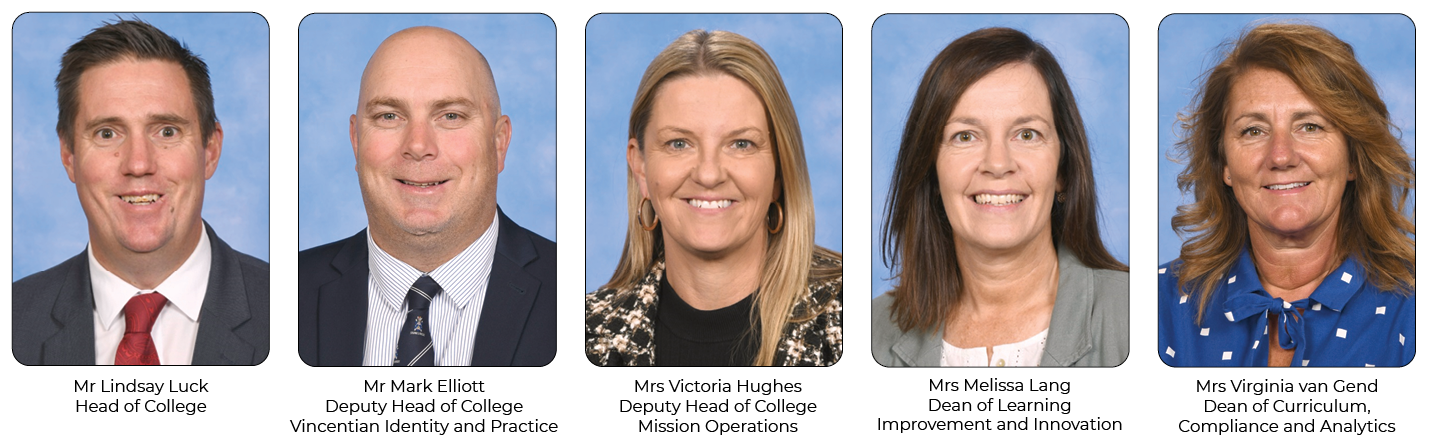 Mr Lindsay Luck
Head of College
Mr Mark Elliott
Deputy Head of College
Vincentian Identity and Practice
Mrs Victoria Hughes
Deputy Head of College
Mission Operations
Mrs Melissa Lang
Dean of Learning
Improvement and Innovation
Mrs Virginia van Gend
Dean of Curriculum,
Compliance and Analytics